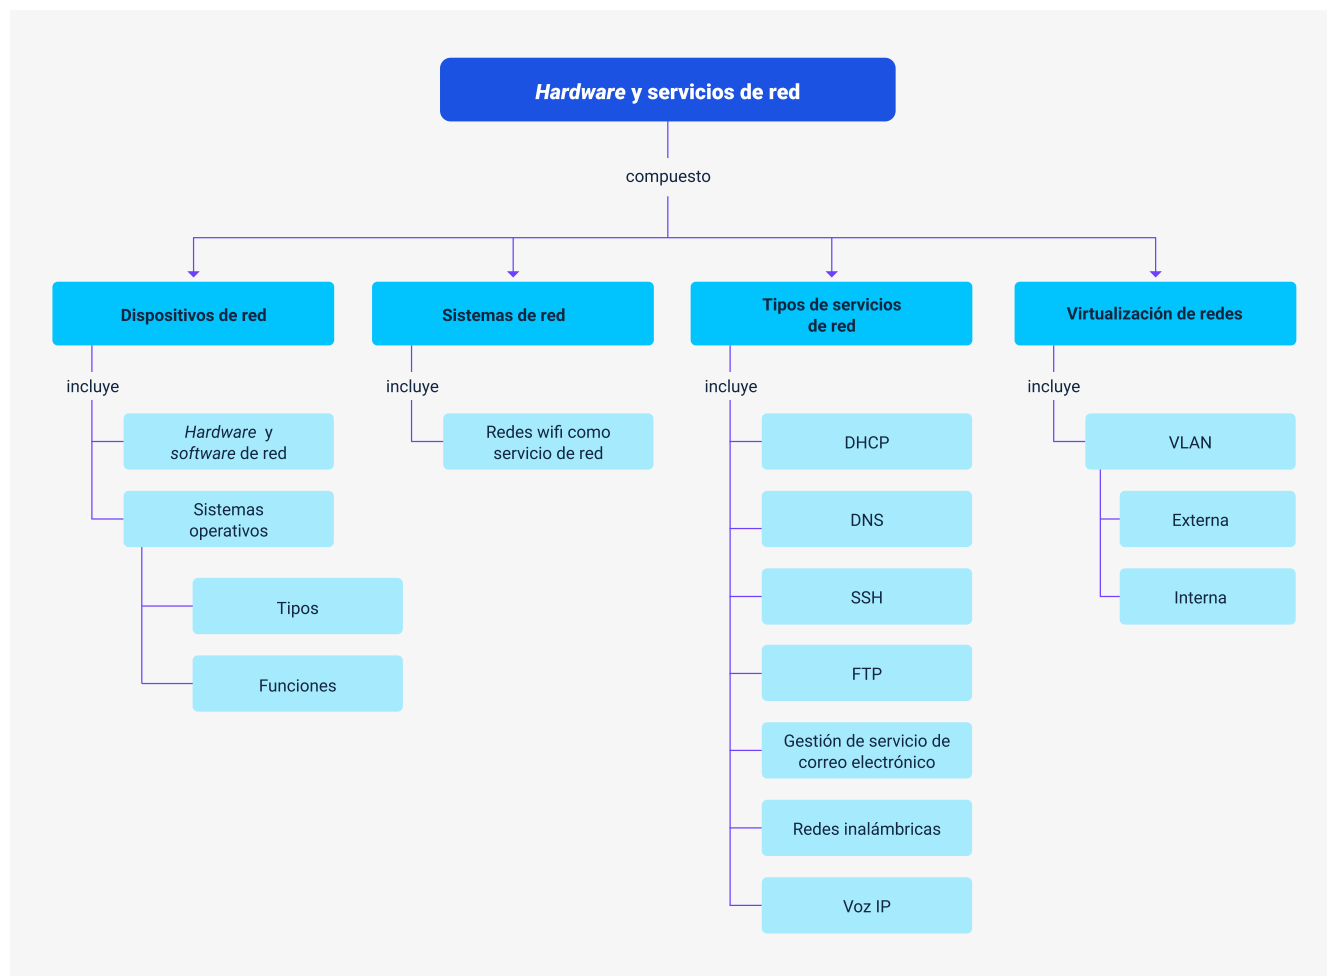 Hardware y servicios de red
compuesto
Dispositivos de red
incluye
Hardware y
software de red
Sistemas
operativos
Tipos
Funciones
Sistemas de red
incluye
Redes wifi como
servicio de red
Tipos de servicios
de red
incluye
DHCP
DNS
SSH
FTP
Gestión de servicio de
correo electrónico
Redes inalámbricas
Voz IP
Virtualización de redes
incluye
VLAN
Externa
Interna